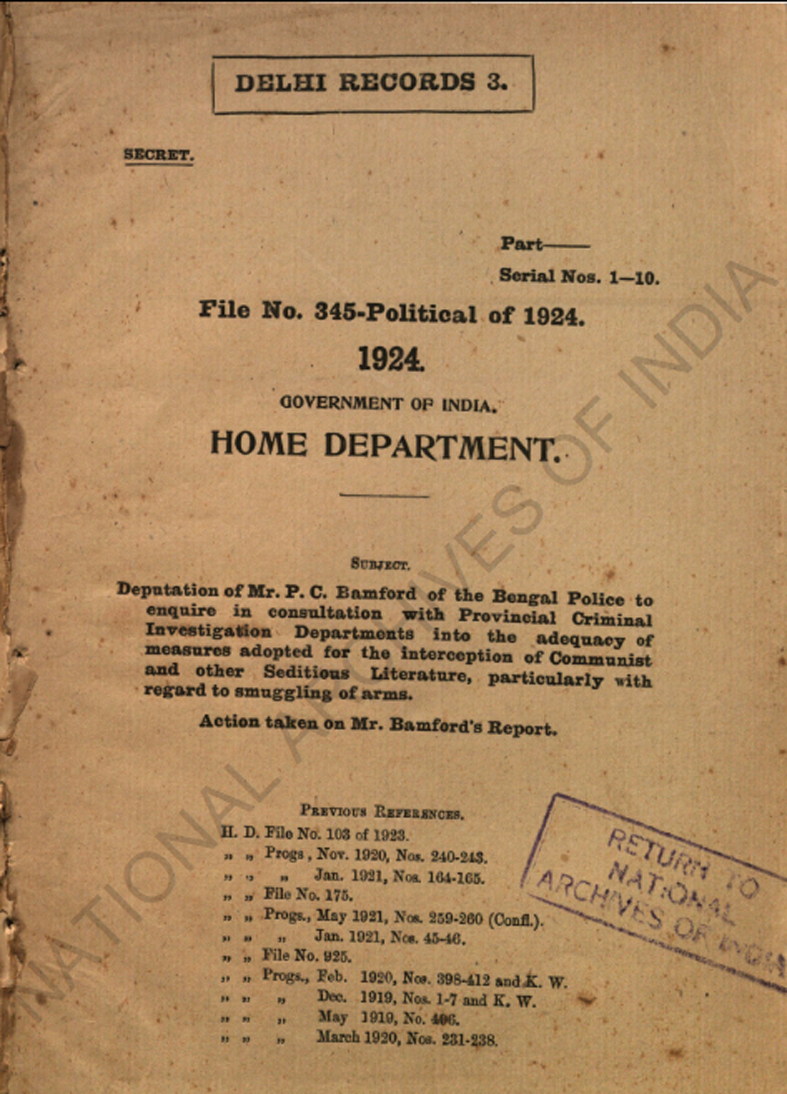 DELHI RECORDS 3.
SECRET.
Part——
Serial Nos. 1—10.
File No. 345-Political of 1924.
1924.
GOVERNMENT OF INDIA.
HOME DEPARTMENT.
SUBJECT.
Deputation of Mr. P. C. Bamford of the Bengal Police to
enquire in consultation with Provincial Criminal
Investigation Departments into the adequacy of
measures adopted for the interception of Communist
and other Seditious Literature, particularly with
regard to smuggling of arms.
Action taken on Mr. Bamford's Report.
PREVIOUS REFERENCES.
H. D. File No. 103 of 1923.
„ „ Progs , Nov. 1920, Nos. 240-243.
„ „ „ Jan. 1921, Nos. 164-165.
„ „ File No. 175.
„ „ Progs., May 1921, Nos. 259-260 (Confl.).
„ „ „ Jan. 1921, Nos. 45-46.
„ „ File No. 925.
„ „ Progs., Feb. 1920, Nos. 398-412 and K. W.
„ „ „ Dec. 1919, Nos. 1-7 and K. W.
„ „ „ May 1919, No.
„ „ „ March 1920, Nos. 231-238.
RETURN TO
NATIONAL
ARCHIVES OF INDIA
NATIONAL ARCHIVES OF INDIA